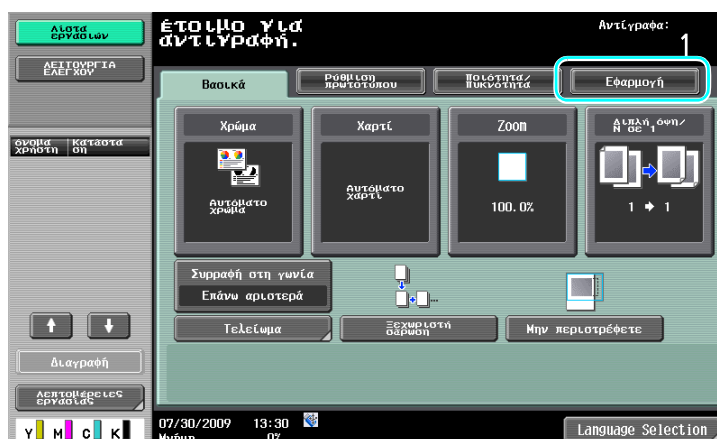 Λίστα
εργασιών
έτοιμο για
αντιγραφή.
Αντίγραφα:
1
ΛΕΙΤΟΥΡΓΙΑ
ΕΛΕΓΧΟΥ
Βασικά
Ρύθμιση
πρωτοτύπου
Ποιότητα/
πυκνότητα
Εφαρμογή
όνομα
χρήστη
Κατάστα
ση
Χρώμα
Χαρτί
Zoom
Διπλή όψη/
N σε 1
Αυτόματο
χρώμα
Αυτόματο
χαρτί
100.0%
1 → 1
Συρραφή στη γωνία
Επάνω αριστερά
Τελείωμα
Ξεχωριστή
σάρωση
Μην περιστρέφετε
Διαγραφή
Λεπτομέρειες
εργασίας
Y M C K
07/30/2009 13:30
Μνήμη 0%
Language Selection